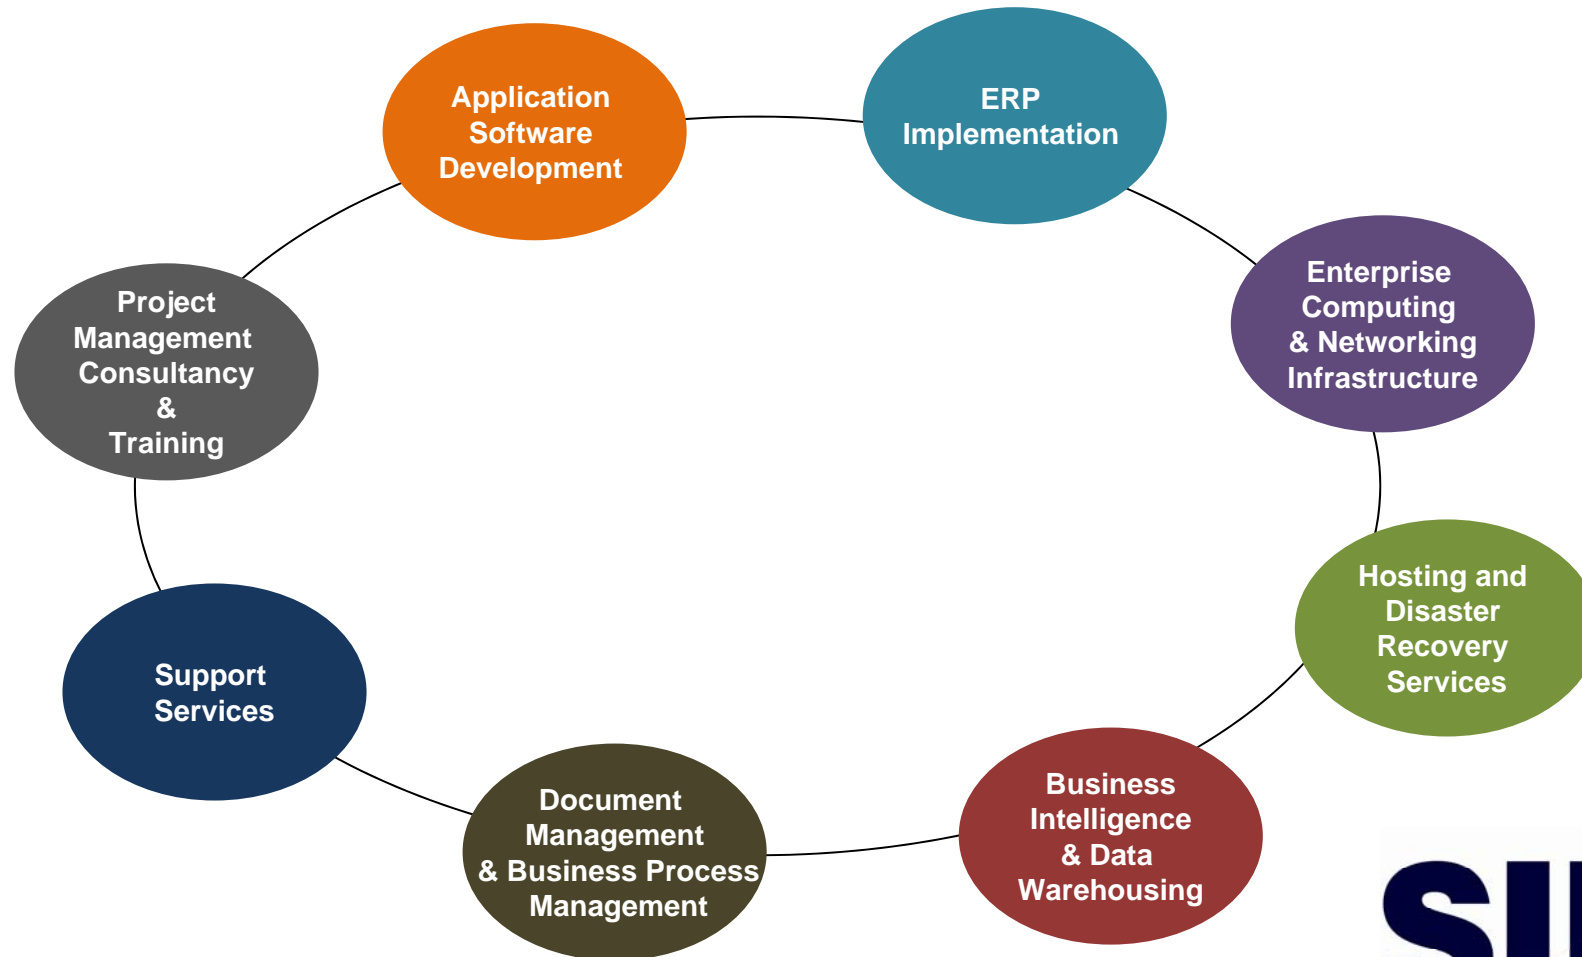 Application
Software
Development
ERP
Implementation
Enterprise
Computing
& Networking
Infrastructure
Hosting and
Disaster
Recovery
Services
Business
Intelligence
& Data
Warehousing
Document
Management
& Business Process
Management
Support
Services
Project
Management
Consultancy
&
Training